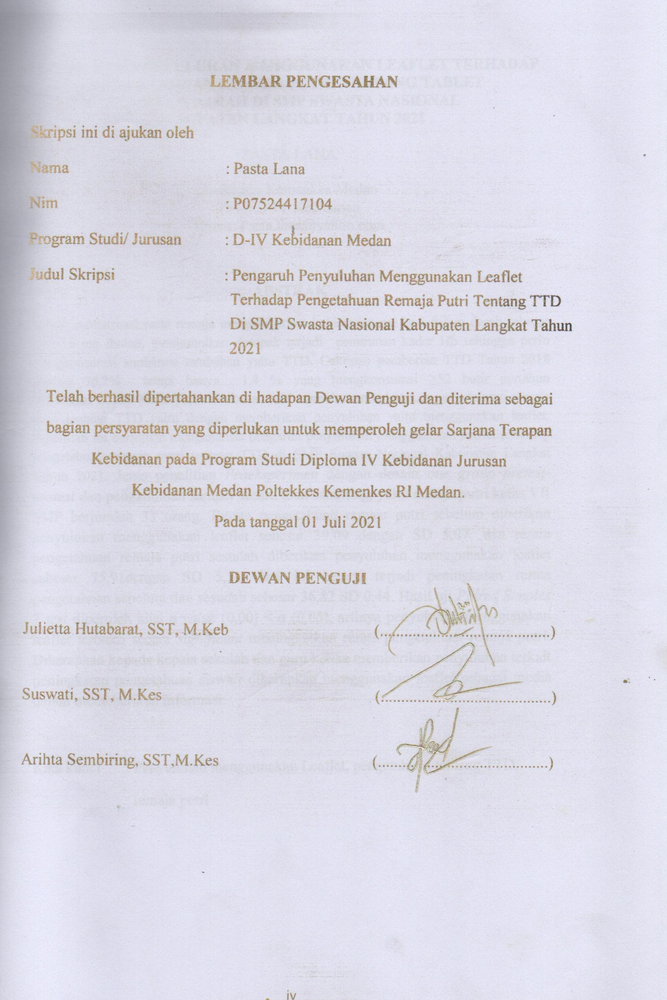 LEMBAR PENGESAHAN
Skripsi ini di ajukan oleh
Nama : Pasta Lana
Nim : P07524417104
Program Studi/ Jurusan : D-IV Kebidanan Medan
Judul Skripsi : Pengaruh Penyuluhan Menggunakan Leaflet
Terhadap Pengetahuan Remaja Putri Tentang TTD
Di SMP Swasta Nasional Kabupaten Langkat Tahun
2021
Telah berhasil dipertahankan di hadapan Dewan Penguji dan diterima sebagai
bagian persyaratan yang diperlukan untuk memperoleh gelar Sarjana Terapan
Kebidanan pada Program Studi Diploma IV Kebidanan Jurusan
Kebidanan Medan Poltekkes Kemenkes RI Medan.
Pada tanggal 01 Juli 2021
DEWAN PENGUJI
Julietta Hutabarat, SST, M.Keb (........................................)
Suswati, SST, M.Kes (........................................)
Arihta Sembiring, SST,M.Kes (........................................)
iv